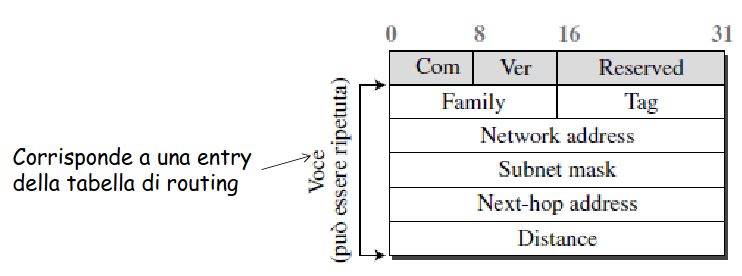 0 8 16 31
Com Ver Reserved
Family Tag
Network address
Subnet mask
Next-hop address
Distance
Voce
(può essere ripetuta)
Corrisponde a una entry
della tabella di routing